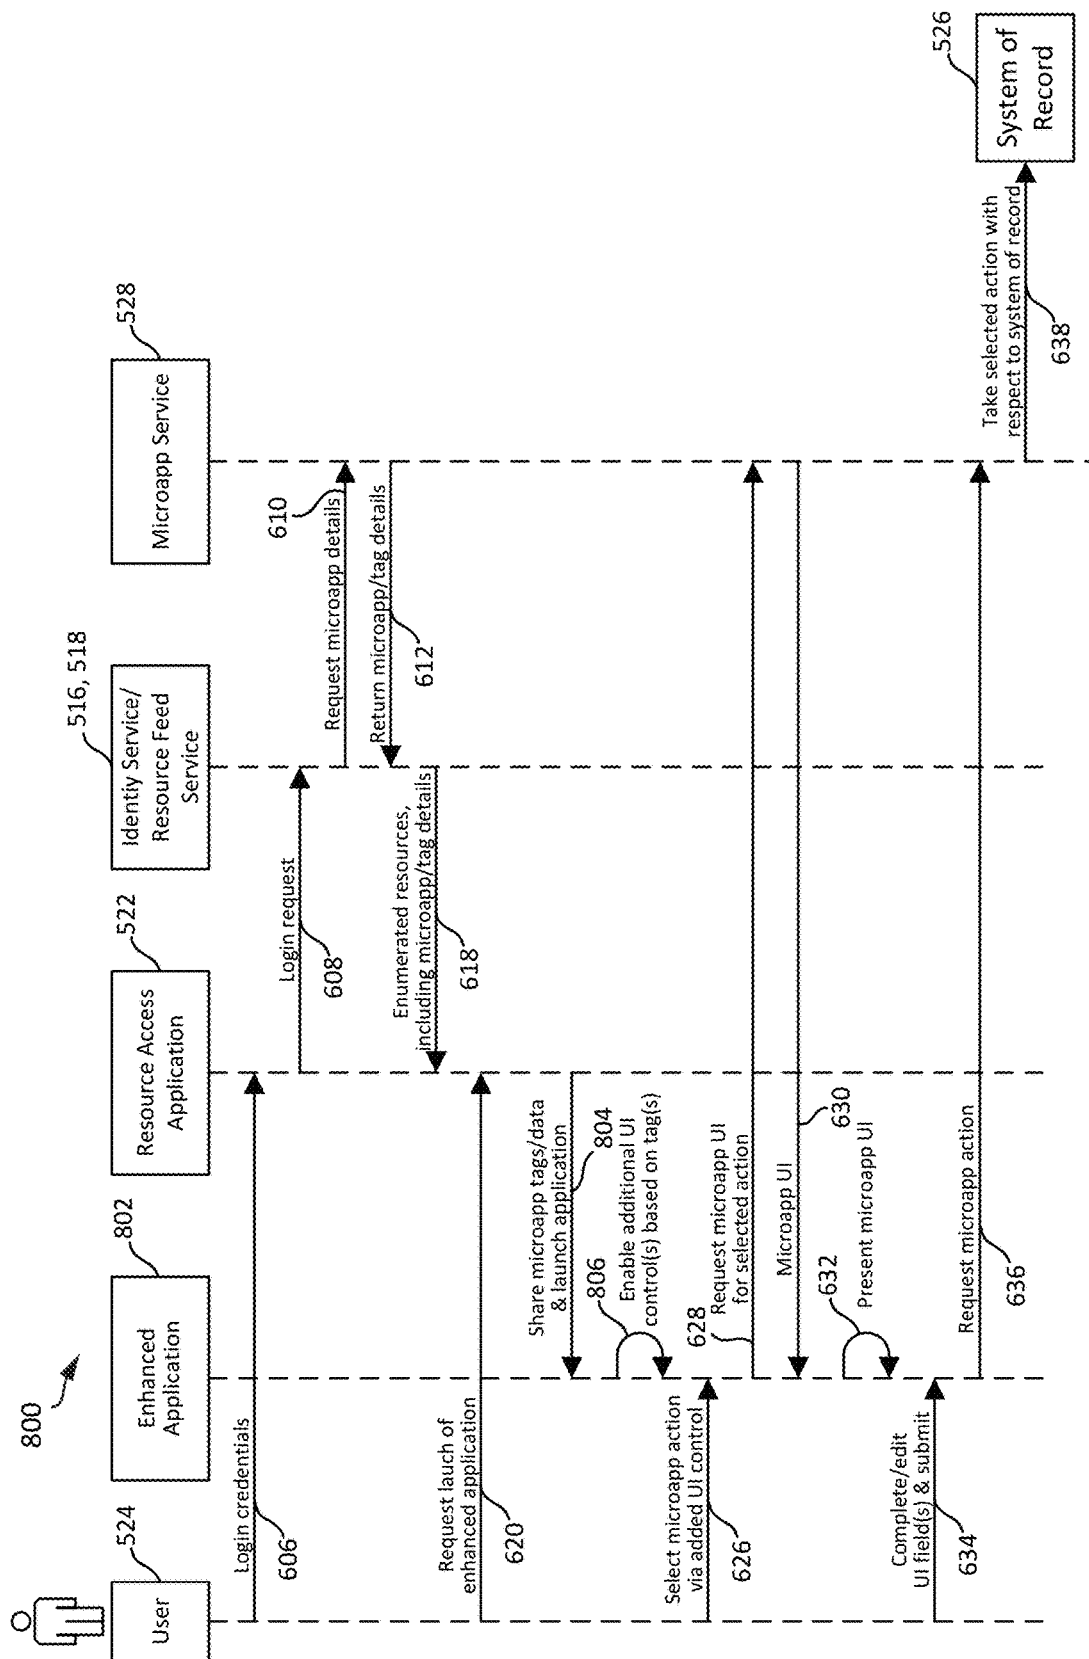 800
524
User
802
Enhanced
Application
522
Resource Access
Application
516, 518
Identiy Service/
Resource Feed
Service
528
Microapp Service
526
System of
Record
Login credentials
606
Login request
608
610
Request microapp details
Return microapp/tag details
612
Enumerated resources,
including microapp/tag details
618
Request lauch of
enhanced application
620
Share microapp tags/data
& launch application
804
806
Enable additional UI
control(s) based on tag(s)
Select microapp action
via added UI control
626
628
Request microapp UI
for selected action
Microapp UI
630
632
Present microapp UI
Complete/edit
UI field(s) & submit
634
Request microapp action
636
Take selected action with
respect to system of record
638